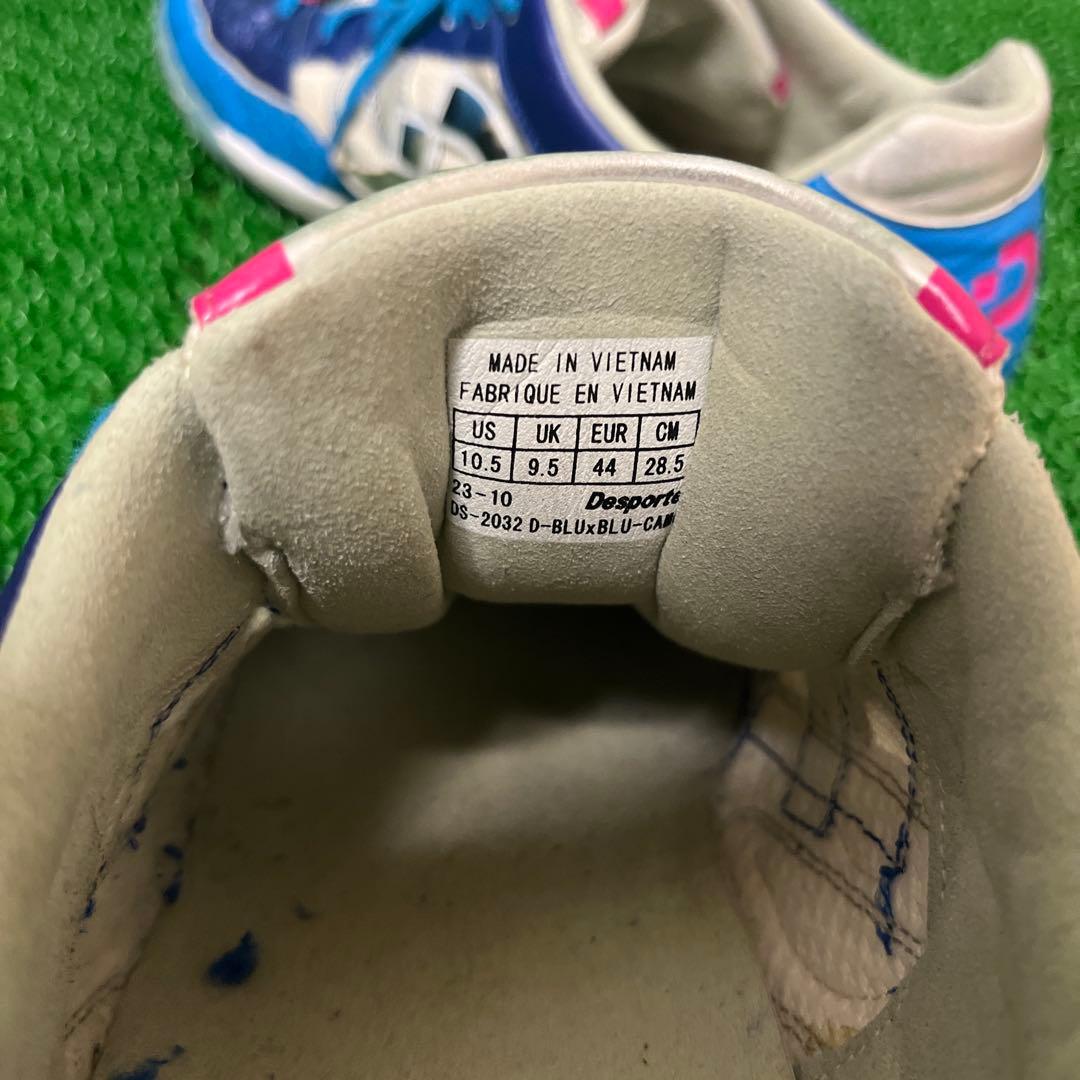 MADE IN VIETNAM
FABRIQUE EN VIETNAM
US UK EUR CM
10.5 9.5 44 28.5
23-10 Desporte
DS-2032 D-BLUxBLU-CAM